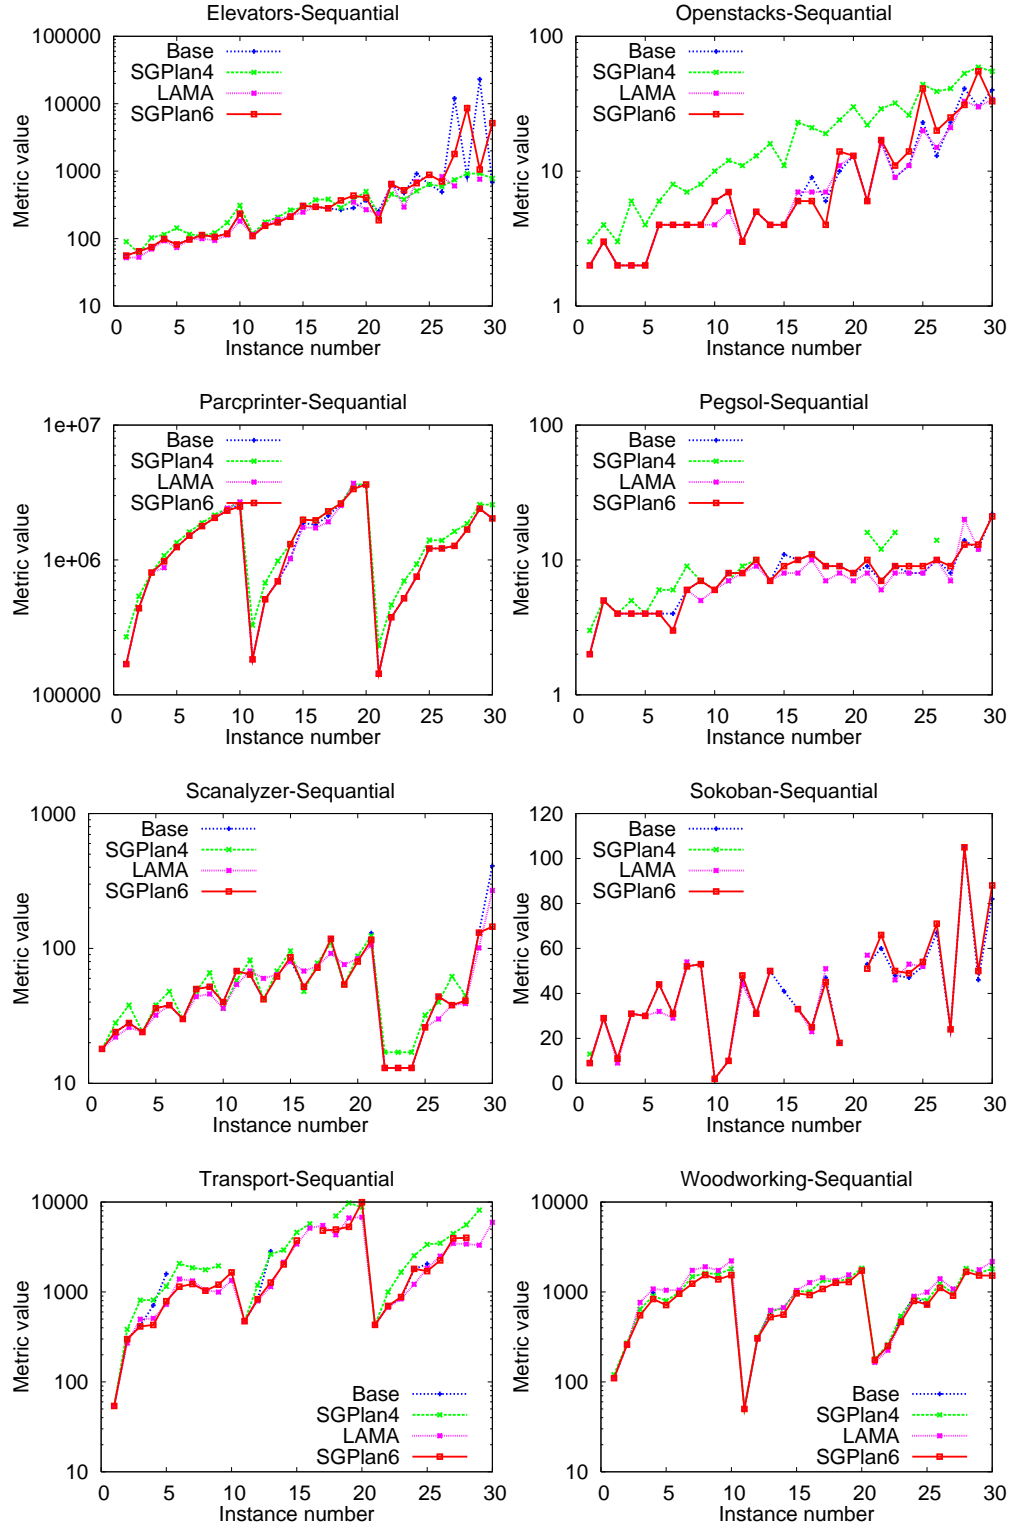 Elevators-Sequantial
Metric value
100000
10000
1000
100
10
Base
SGPlan4
LAMA
SGPlan6
0 5 10 15 20 25 30
Instance number
Openstacks-Sequantial
Metric value
100
10
1
Base
SGPlan4
LAMA
SGPlan6
0 5 10 15 20 25 30
Instance number
Parcprinter-Sequantial
Metric value
1e+07
1e+06
100000
Base
SGPlan4
LAMA
SGPlan6
0 5 10 15 20 25 30
Instance number
Pegsol-Sequantial
Metric value
100
10
1
Base
SGPlan4
LAMA
SGPlan6
0 5 10 15 20 25 30
Instance number
Scanalyzer-Sequantial
Metric value
1000
100
10
Base
SGPlan4
LAMA
SGPlan6
0 5 10 15 20 25 30
Instance number
Sokoban-Sequantial
Metric value
120
100
80
60
40
20
0
Base
SGPlan4
LAMA
SGPlan6
0 5 10 15 20 25 30
Instance number
Transport-Sequantial
Metric value
10000
1000
100
10
Base
SGPlan4
LAMA
SGPlan6
0 5 10 15 20 25 30
Instance number
Woodworking-Sequantial
Metric value
10000
1000
100
10
Base
SGPlan4
LAMA
SGPlan6
0 5 10 15 20 25 30
Instance number